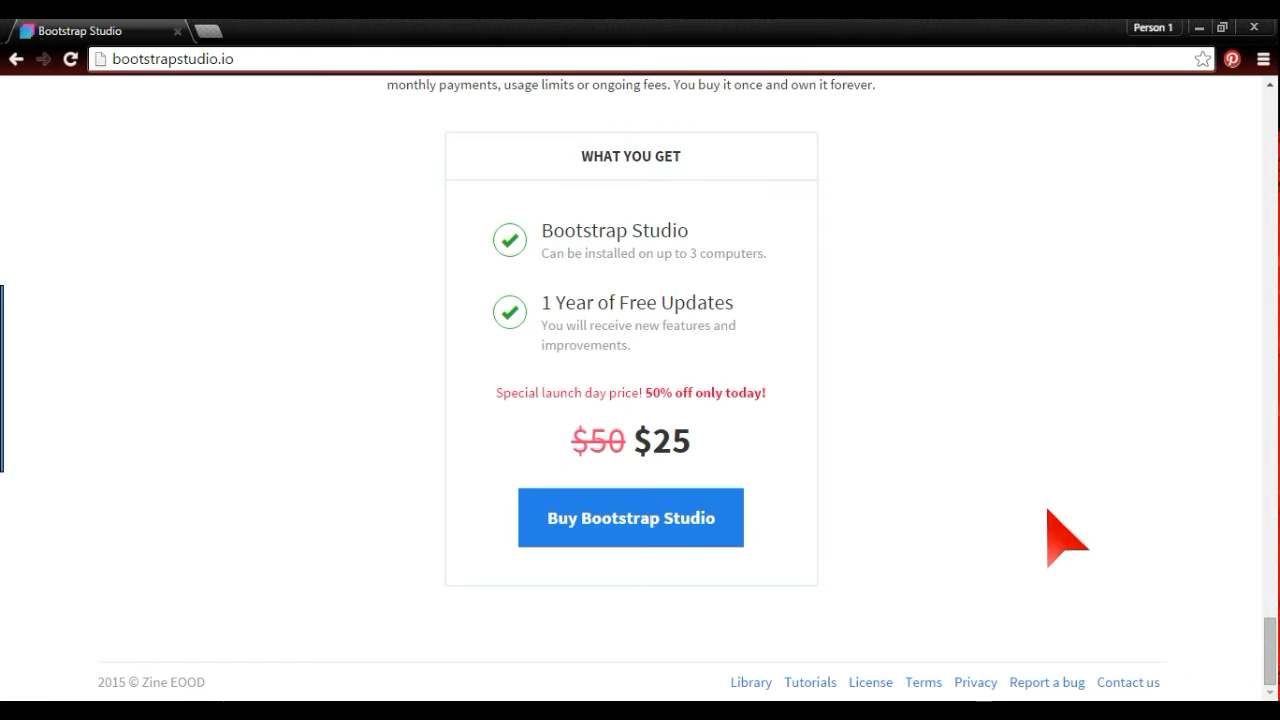 Bootstrap Studio
Person 1
bootstrapstudio.io
monthly payments, usage limits or ongoing fees. You buy it once and own it forever.
WHAT YOU GET
Bootstrap Studio
Can be installed on up to 3 computers.
1 Year of Free Updates
You will receive new features and
improvements.
Special launch day price! 50% off only today!
$50 $25
Buy Bootstrap Studio
2015 © Zine EOOD
Library Tutorials License Terms Privacy Report a bug Contact us